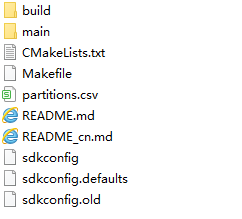 build
main
CMakeLists.txt
Makefile
partitions.csv
README.md
README_cn.md
sdkconfig
sdkconfig.defaults
sdkconfig.old